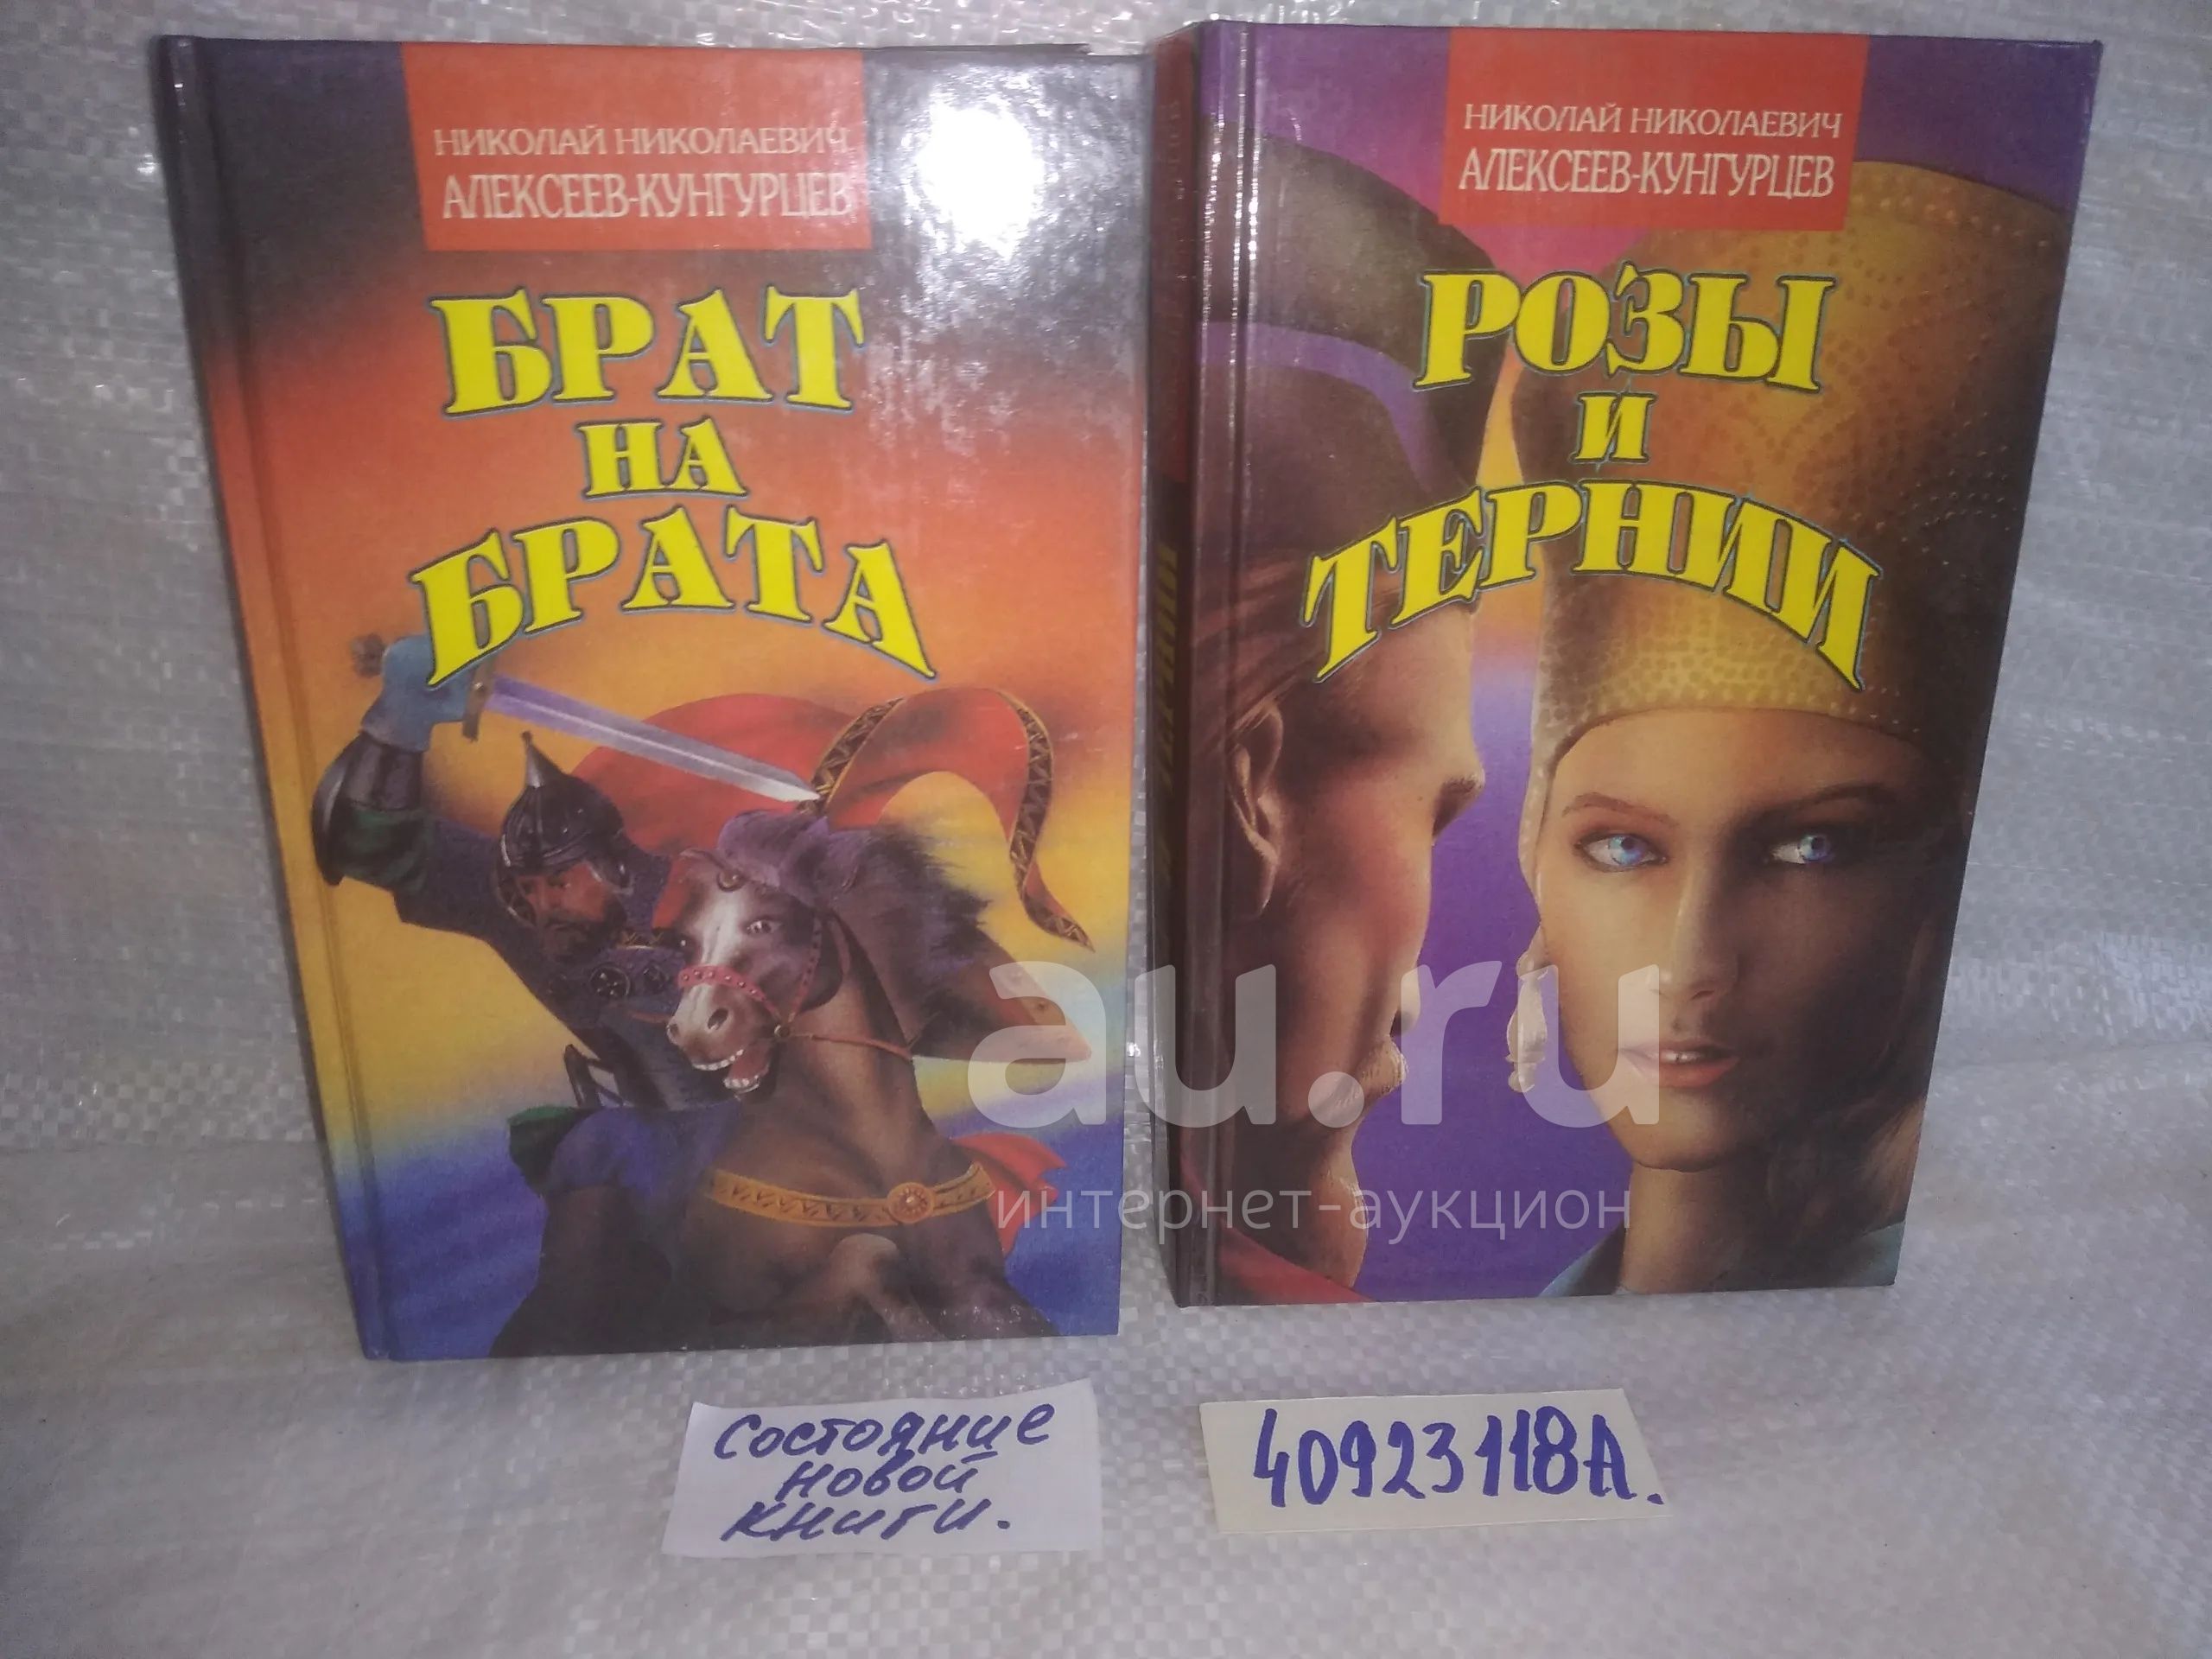 НИКОЛАЙ НИКОЛАЕВИЧ
АЛЕКСЕЕВ-КУНГУРЦЕВ
БРАТ
НА
БРАТА
НИКОЛАЙ НИКОЛАЕВИЧ
АЛЕКСЕЕВ-КУНГУРЦЕВ
РОЗЫ
И
ТЕРНИИ
au.ru
интернет-аукцион
Состояние
новой
книги.
40923118А.